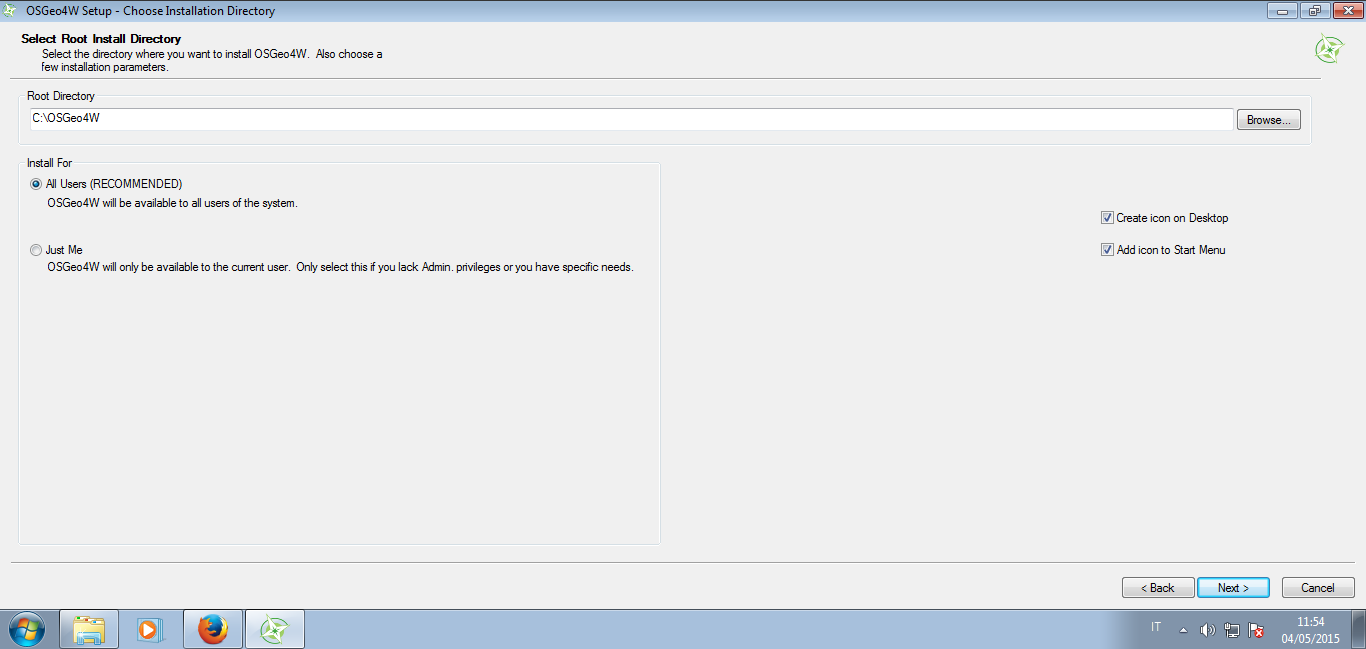 OSGeo4W Setup - Choose Installation Directory
Select Root Install Directory
Select the directory where you want to install OSGeo4W.  Also choose a
few installation parameters.
Root Directory
C:\OSGeo4W
Browse...
Install For
All Users (RECOMMENDED)
OSGeo4W will be available to all users of the system.
Create icon on Desktop
Just Me
Add icon to Start Menu
OSGeo4W will only be available to the current user.  Only select this if you lack Admin. privileges or you have specific needs.
< Back
Next >
Cancel
IT
11:54
04/05/2015